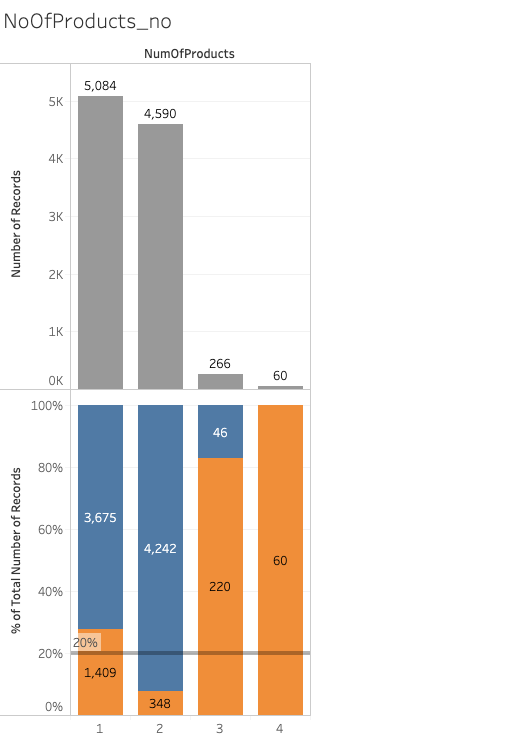 NoOfProducts_no
NumOfProducts
5,084
4,590
266
60
5K
4K
3K
2K
1K
0K
Number of Records
100%
80%
60%
40%
20%
0%
% of Total Number of Records
3,675
4,242
46
60
220
20%
1,409
348
1 2 3 4